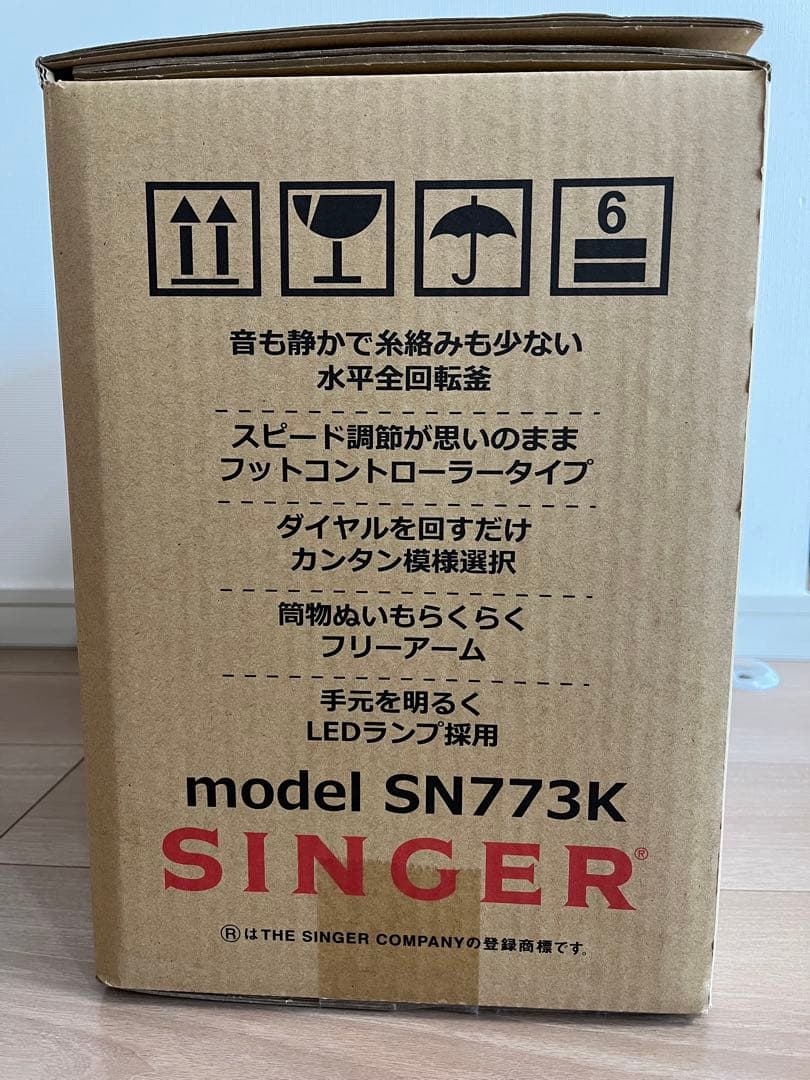 6
音も静かで糸絡みも少ない
水平全回転釜
スピード調節が思いのまま
フットコントローラータイプ
ダイヤルを回すだけ
カンタン模様選択
筒物ぬいもらくらく
フリーアーム
手元を明るく
LEDランプ採用
model SN773K
SINGER®
®はTHE SINGER COMPANYの登録商標です。